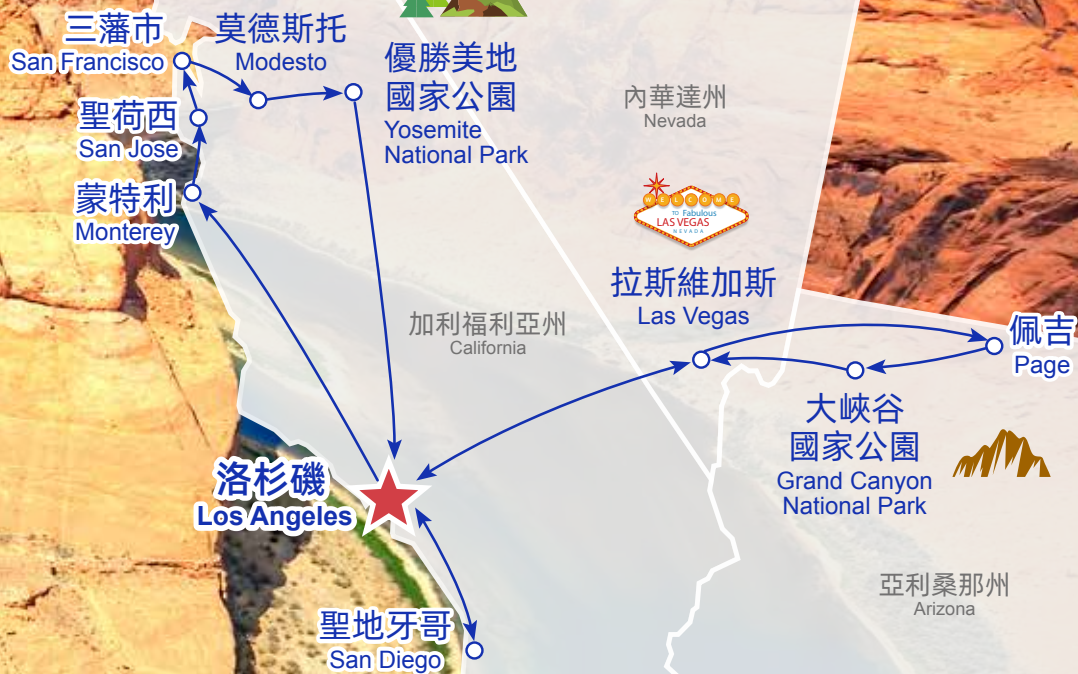 三藩市
San Francisco
莫德斯托
Modesto
優勝美地
國家公園
Yosemite
National Park
聖荷西
San Jose
蒙特利
Monterey
內華達州
Nevada
WELCOME
TO Fabulous
LAS VEGAS
NEVADA
拉斯維加斯
Las Vegas
加利福利亞州
California
佩吉
Page
大峽谷
國家公園
Grand Canyon
National Park
洛杉磯
Los Angeles
亞利桑那州
Arizona
聖地牙哥
San Diego